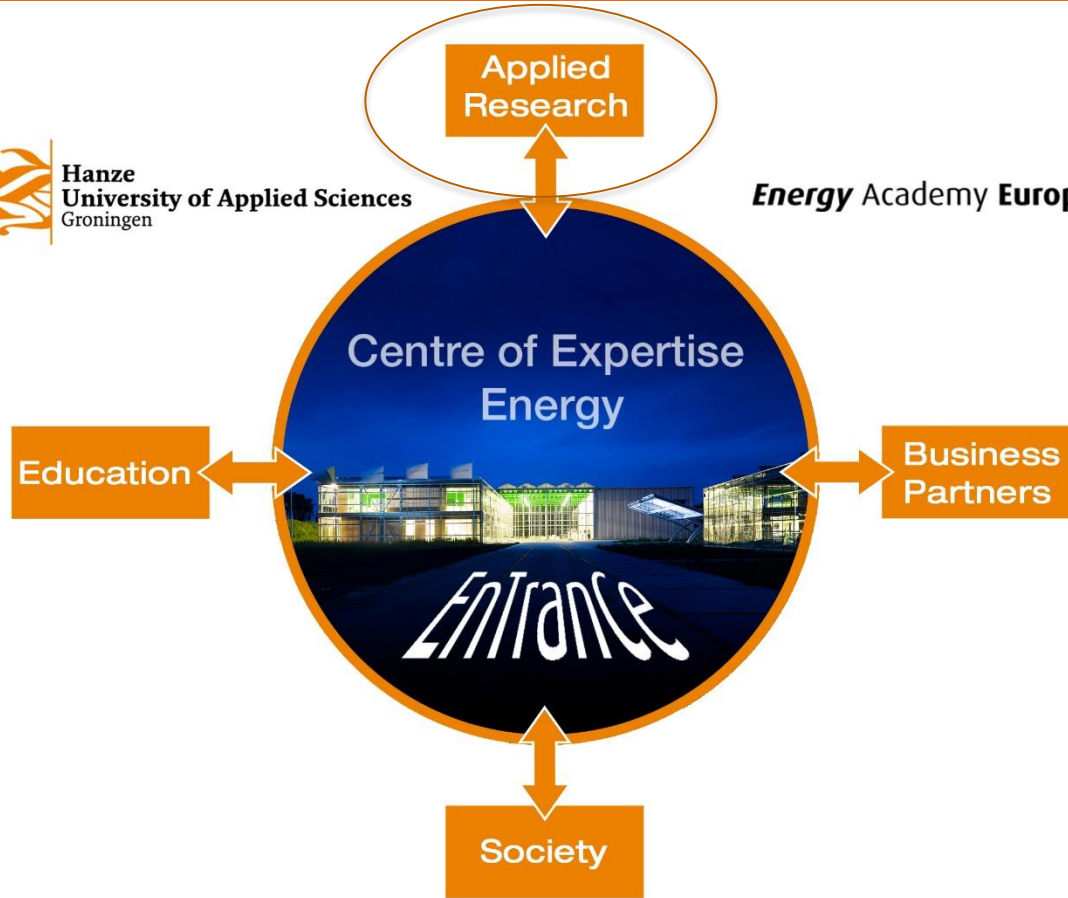 Applied
Research
Hanze
University of Applied Sciences
Groningen
Energy Academy Europ
Centre of Expertise
Energy
Education
Business
Partners
EnTranCe
Society